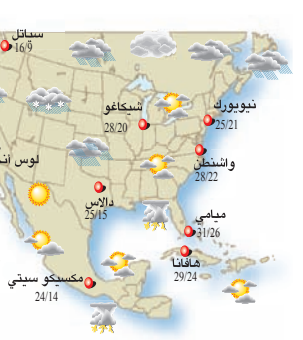 سياتل
16/9
شيكاغو
28/20
نيويورك
25/21
واشنطن
28/22
لوس
دالاس
25/15
ميامي
31/26
هافانا
29/24
مكسيكو سيتي
24/14